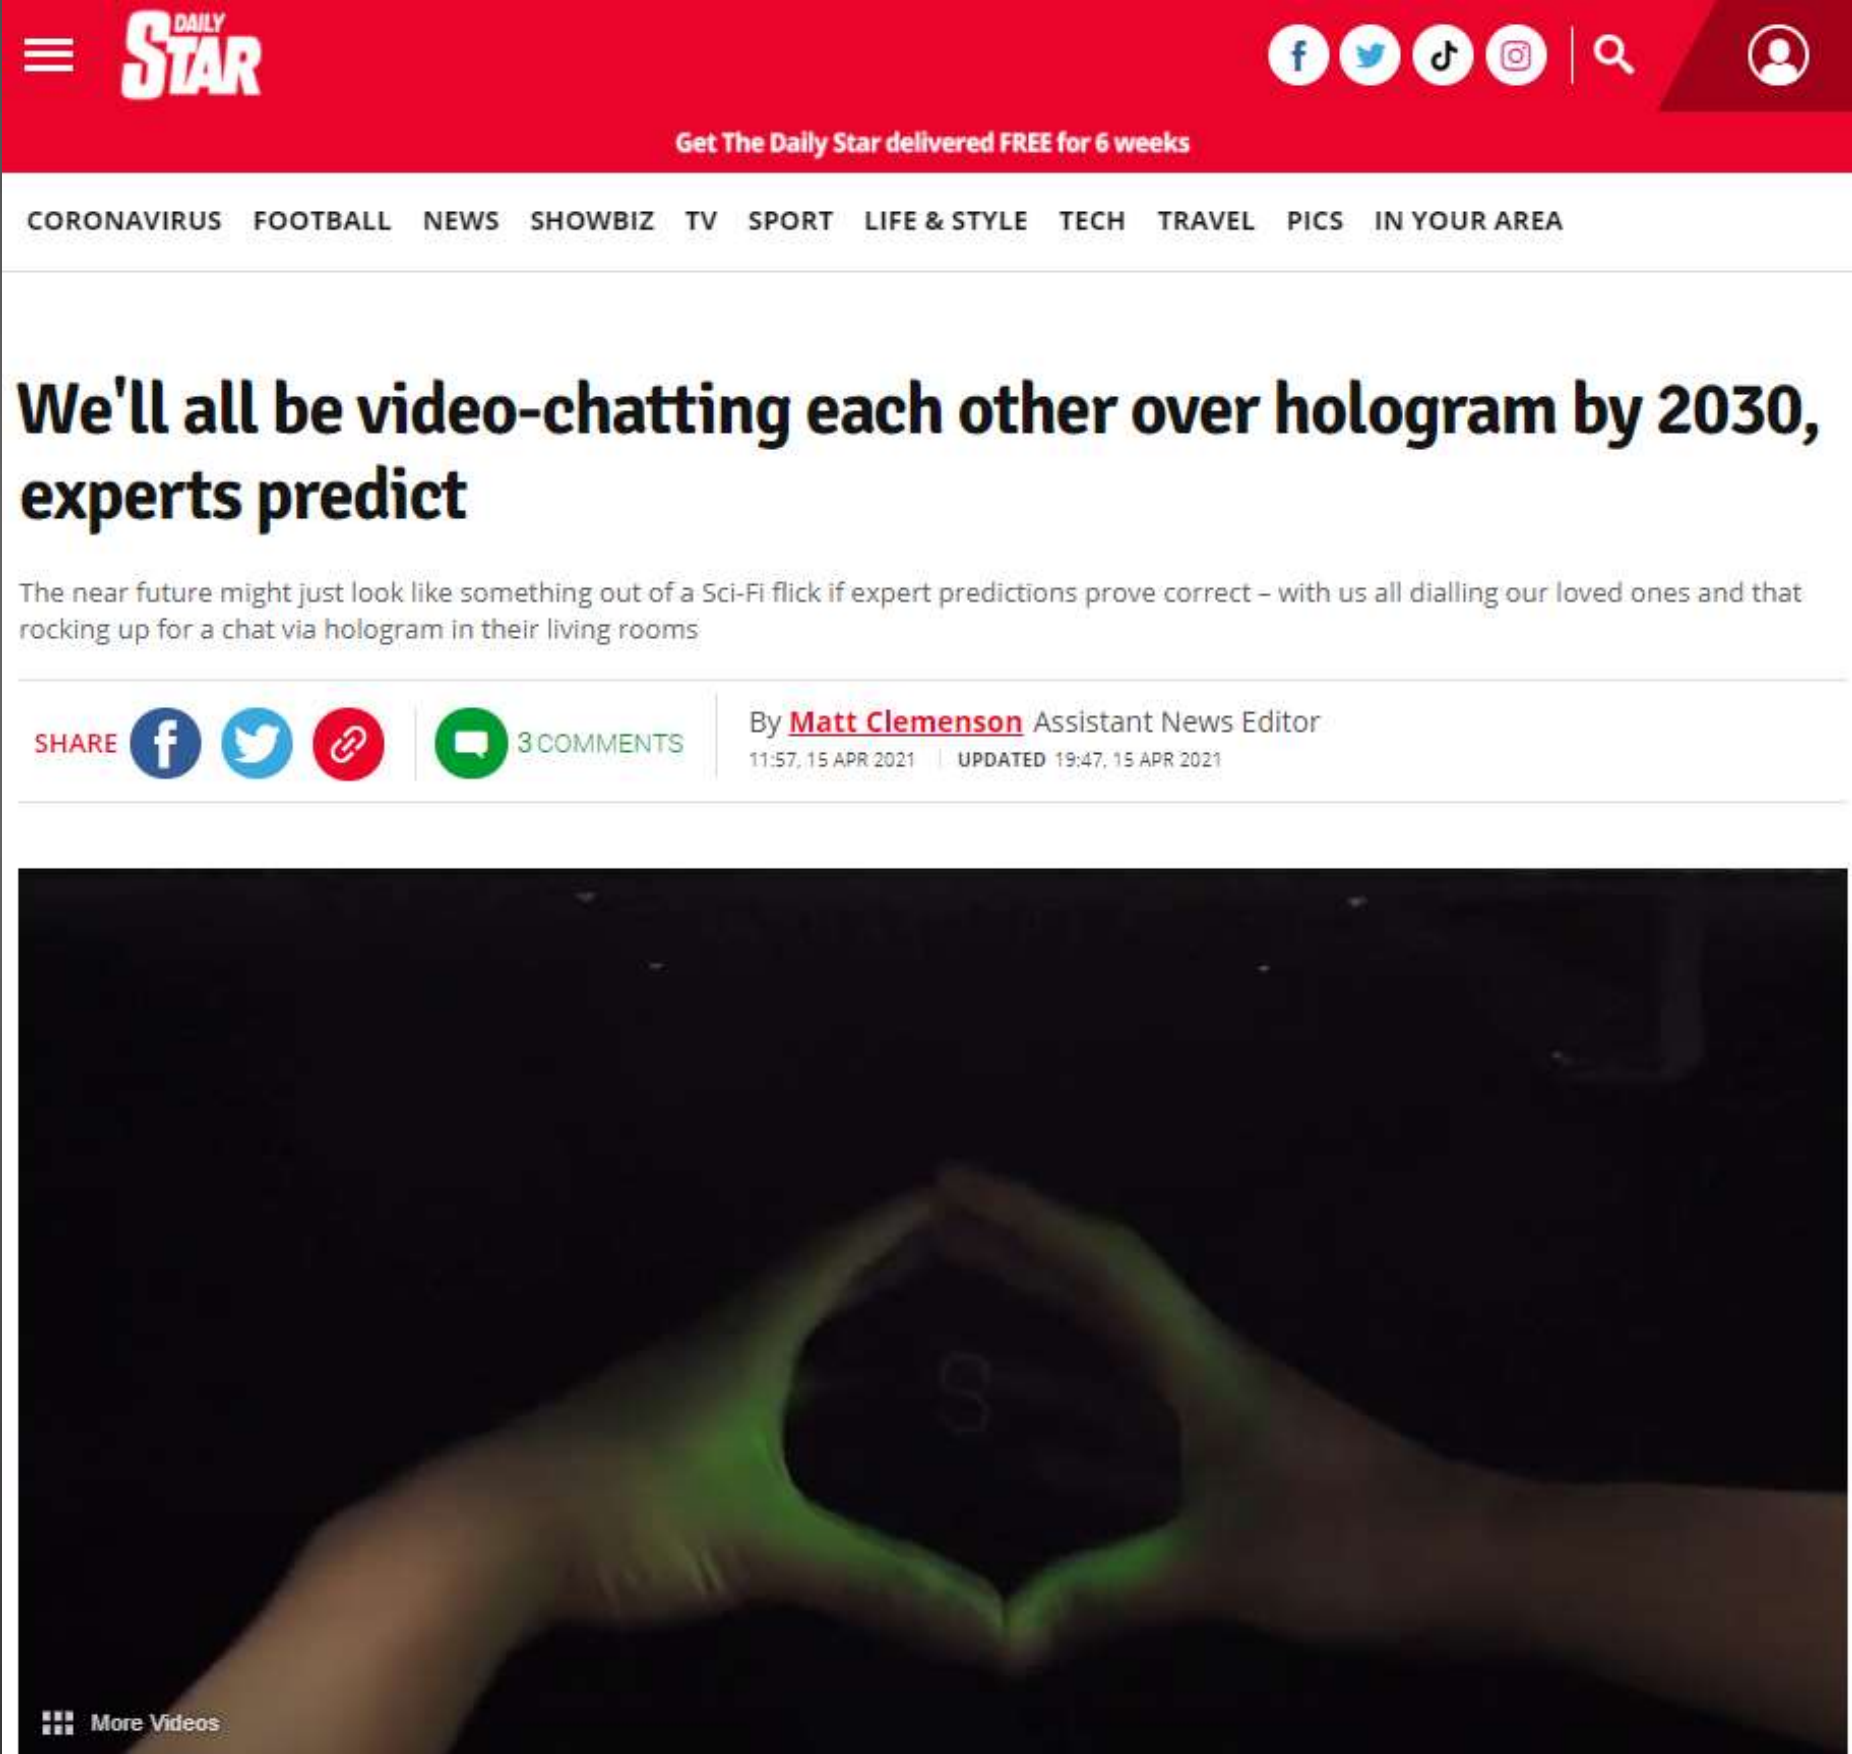 DAILY
STAR
Get The Daily Star delivered FREE for 6 weeks
CORONAVIRUS FOOTBALL NEWS SHOWBIZ TV SPORT LIFE & STYLE TECH TRAVEL PICS IN YOUR AREA
We'll all be video-chatting each other over hologram by 2030,
experts predict
The near future might just look like something out of a Sci-Fi flick if expert predictions prove correct – with us all dialling our loved ones and that
rocking up for a chat via hologram in their living rooms
SHARE 3 COMMENTS
By Matt Clemenson Assistant News Editor
11:57, 15 APR 2021 UPDATED 19:47, 15 APR 2021
S
More Videos